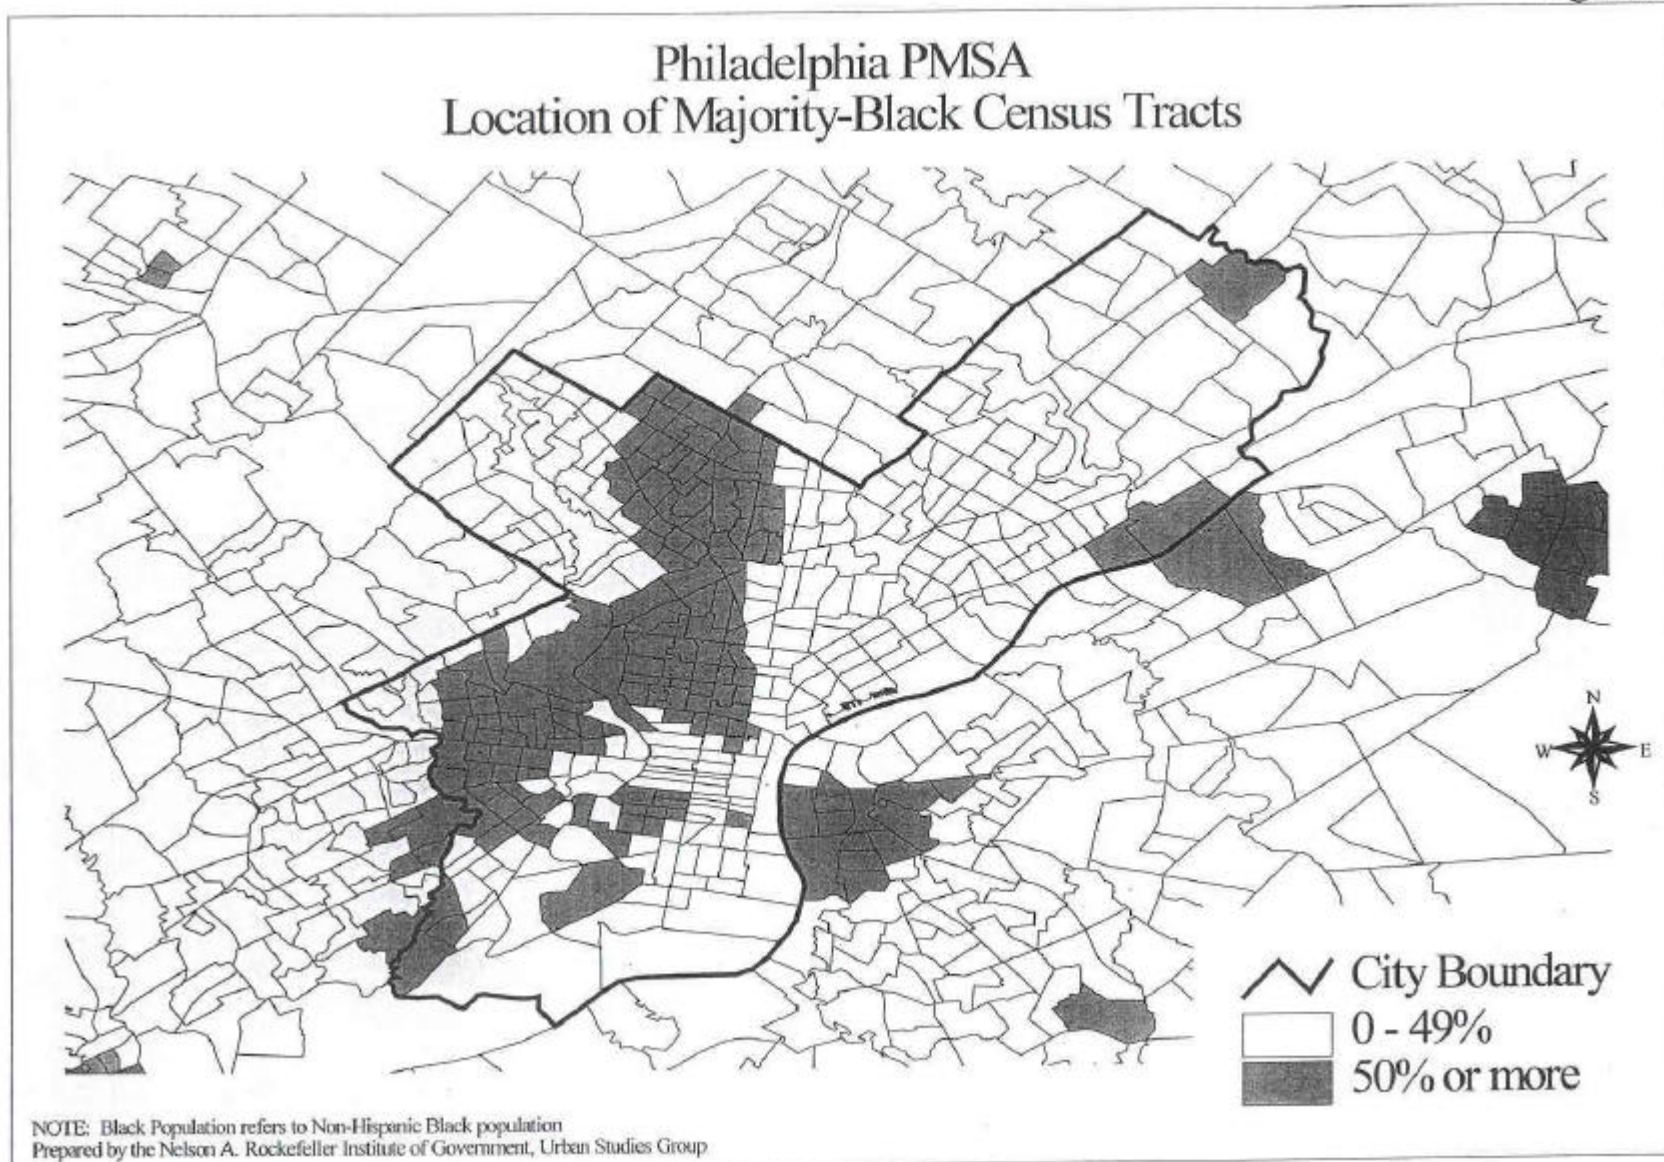 Philadelphia PMSA
Location of Majority-Black Census Tracts
N
W E
S
City Boundary
0 - 49%
50% or more
NOTE: Black Population refers to Non-Hispanic Black population
Prepared by the Nelson A. Rockefeller Institute of Government, Urban Studies Group